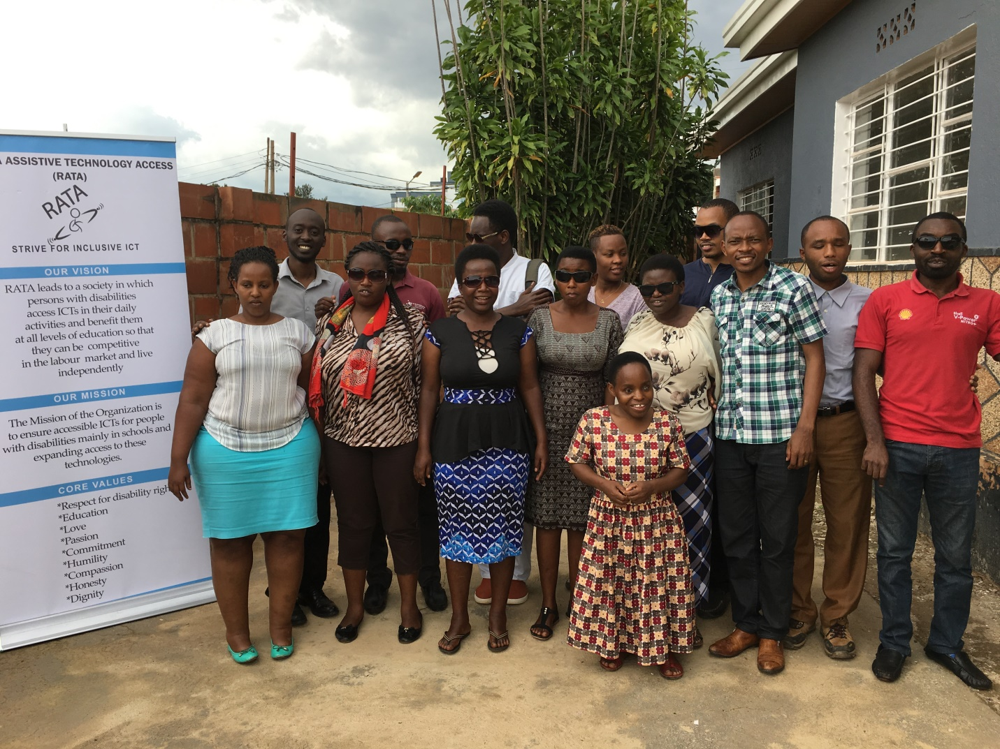 A ASSISTIVE TECHNOLOGY ACCESS
(RATA)
RATA
STRIVE FOR INCLUSIVE ICT
OUR VISION
RATA leads to a society in which
persons with disabilities
access ICTs in their daily
activities and benefit them
at all levels of education so that
they can be competitive
in the labour market and live
independently
OUR MISSION
The Mission of the Organization is
to ensure accessible ICTs for people
with disabilities mainly in schools and
expanding access to these
technologies.
CORE VALUES
*Respect for disability righ
*Education
*Love
*Passion
*Commitment
*Humility
*Compassion
*Honesty
*Dignity
Shell
V-Power
NITRO+